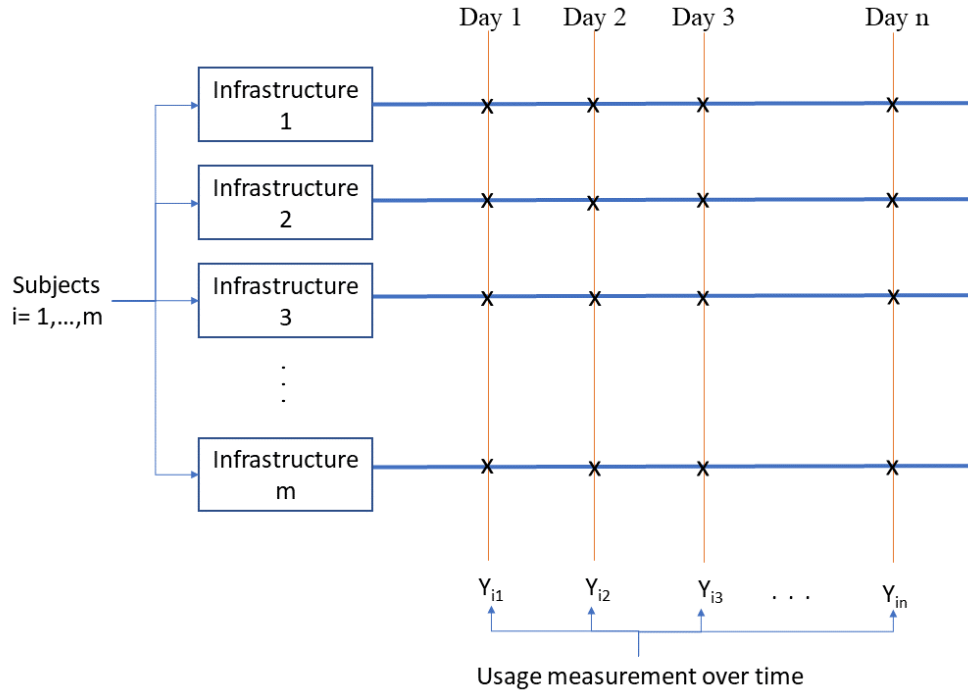 Day 1 Day 2 Day 3 Day n
Infrastructure
1
Infrastructure
2
Subjects
i= 1,...,m
Infrastructure
3
.
.
.
Infrastructure
m
X X X X
X X X X
X X X X
X X X X
Yi1 Yi2 Yi3 . . . Yin
Usage measurement over time